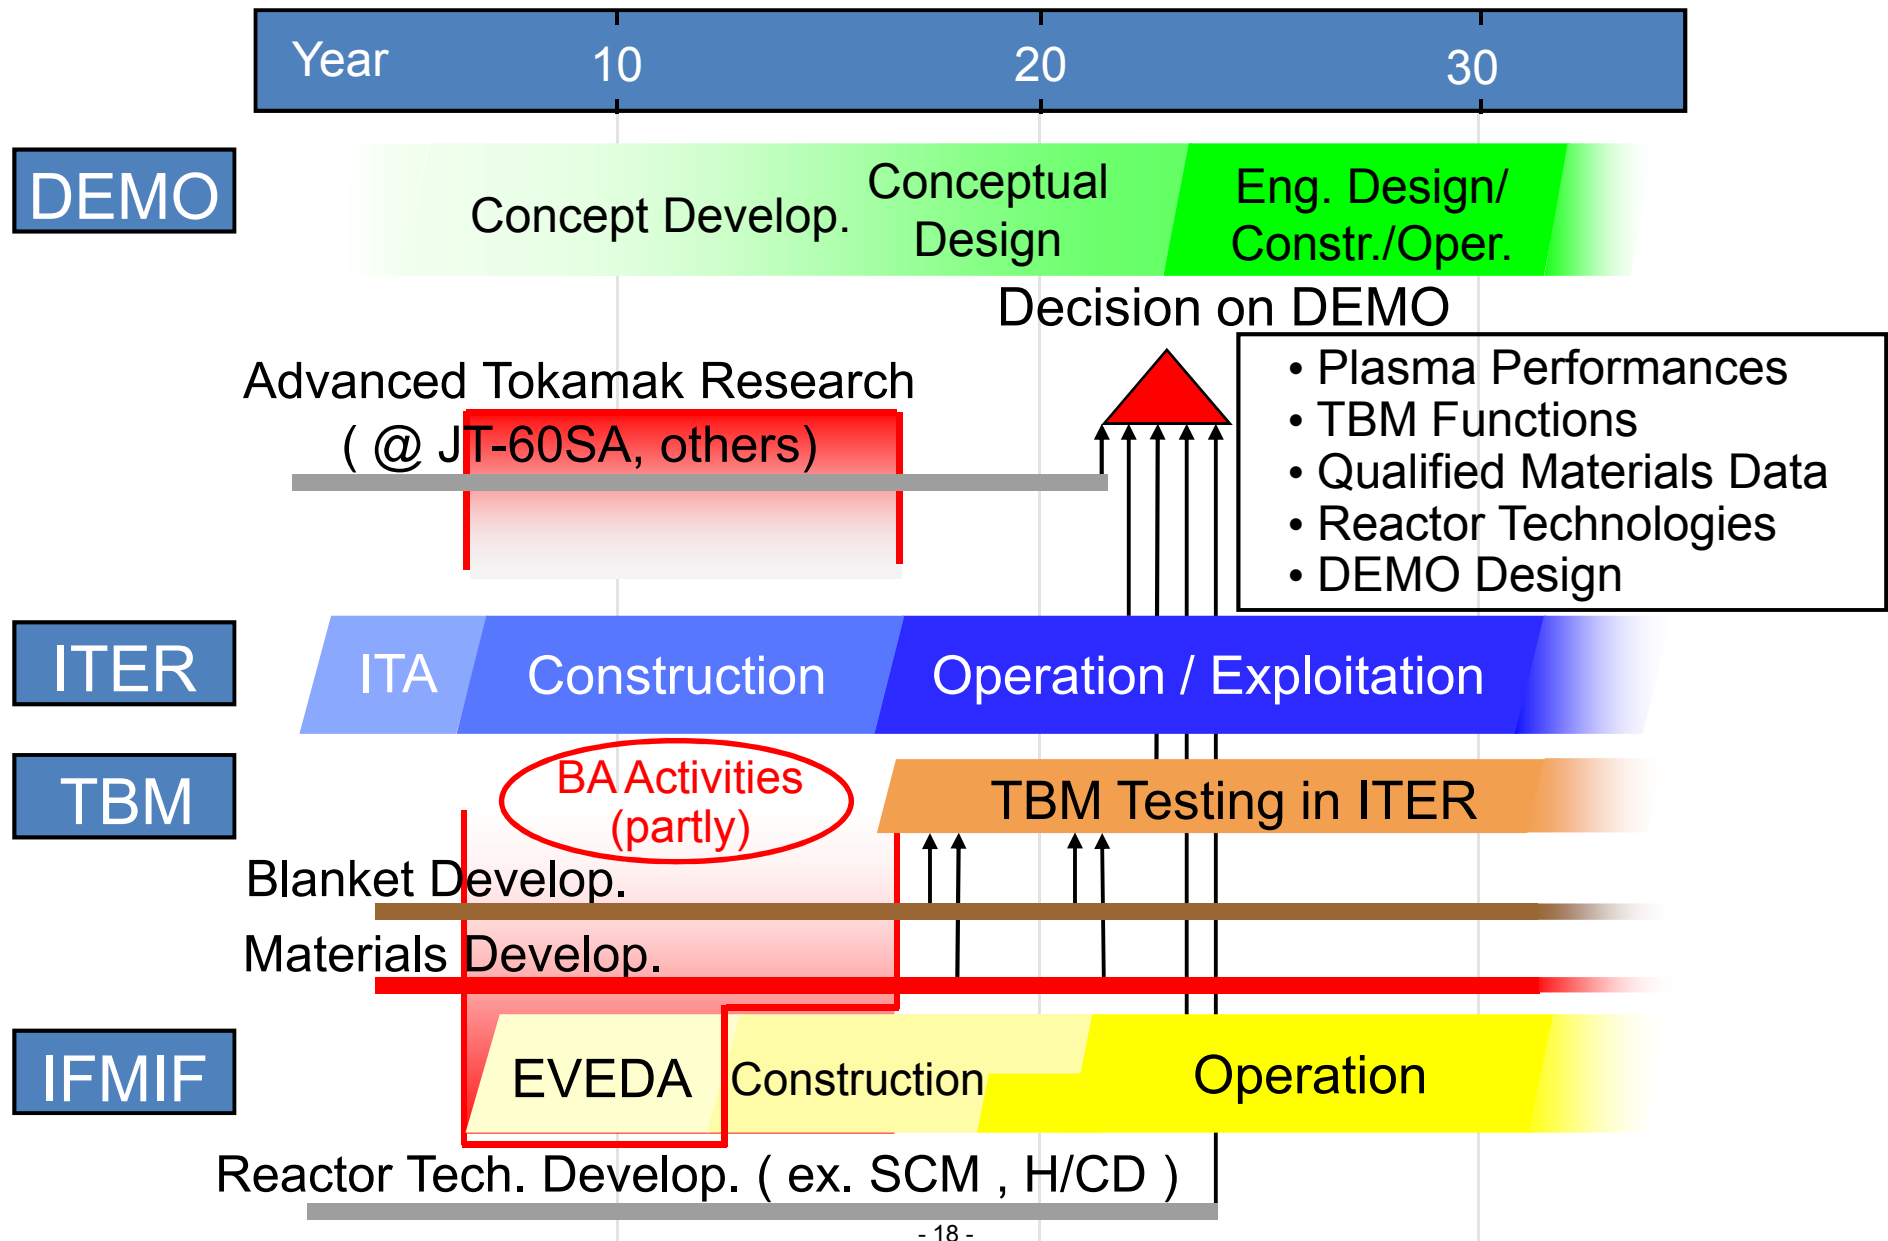 Year 10 20 30
DEMO
Concept Develop.
Conceptual
Design
Eng. Design/
Constr./Oper.
Decision on DEMO
Advanced Tokamak Research
( @ JT-60SA, others)
• Plasma Performances
• TBM Functions
• Qualified Materials Data
• Reactor Technologies
• DEMO Design
ITER
ITA
Construction
Operation / Exploitation
TBM
BA Activities
(partly)
TBM Testing in ITER
Blanket Develop.
Materials Develop.
IFMIF
EVEDA
Construction
Operation
Reactor Tech. Develop. ( ex. SCM , H/CD )
- 18 -